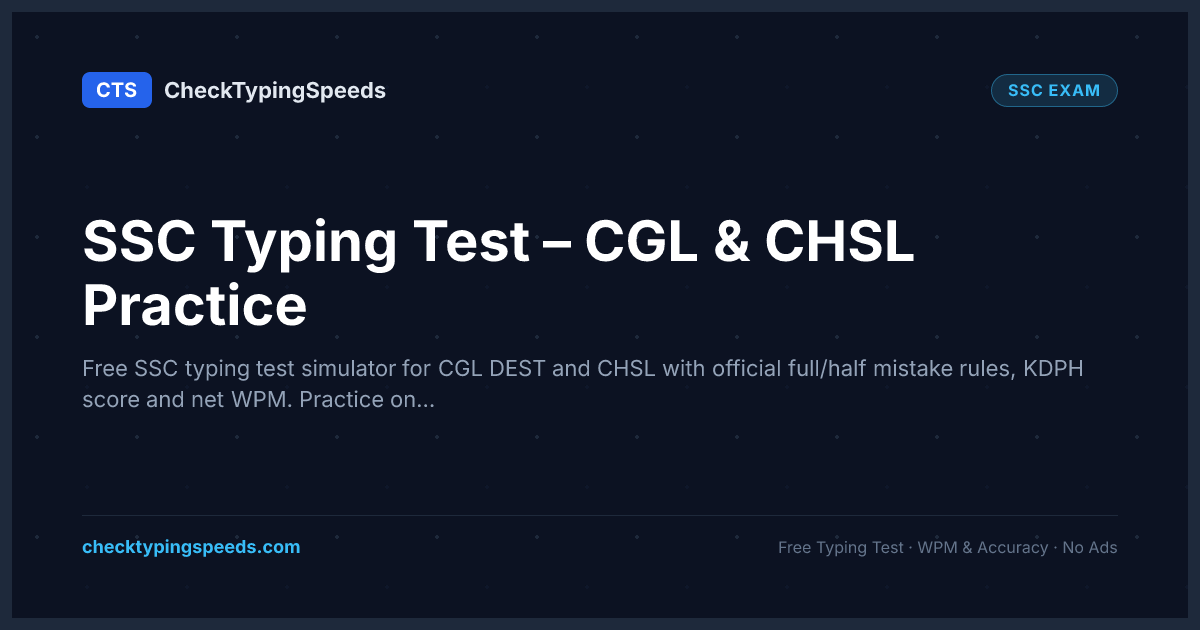 CTS CheckTypingSpeeds
SSC EXAM
SSC Typing Test – CGL & CHSL
Practice
Free SSC typing test simulator for CGL DEST and CHSL with official full/half mistake rules, KDPH
score and net WPM. Practice on...
checktypingspeeds.com
Free Typing Test · WPM & Accuracy · No Ads